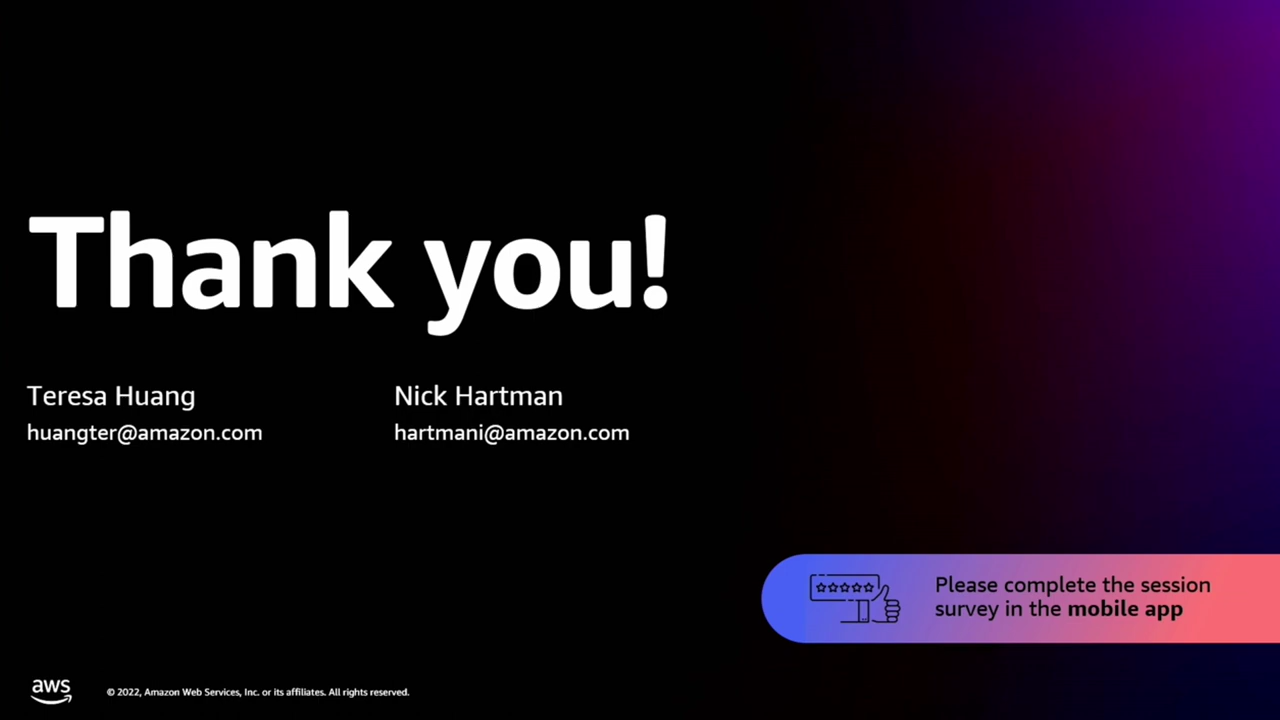 Thank you!
Teresa Huang
huangter@amazon.com
Nick Hartman
hartmani@amazon.com
Please complete the session
survey in the mobile app
aws
© 2022, Amazon Web Services, Inc. or its affiliates. All rights reserved.